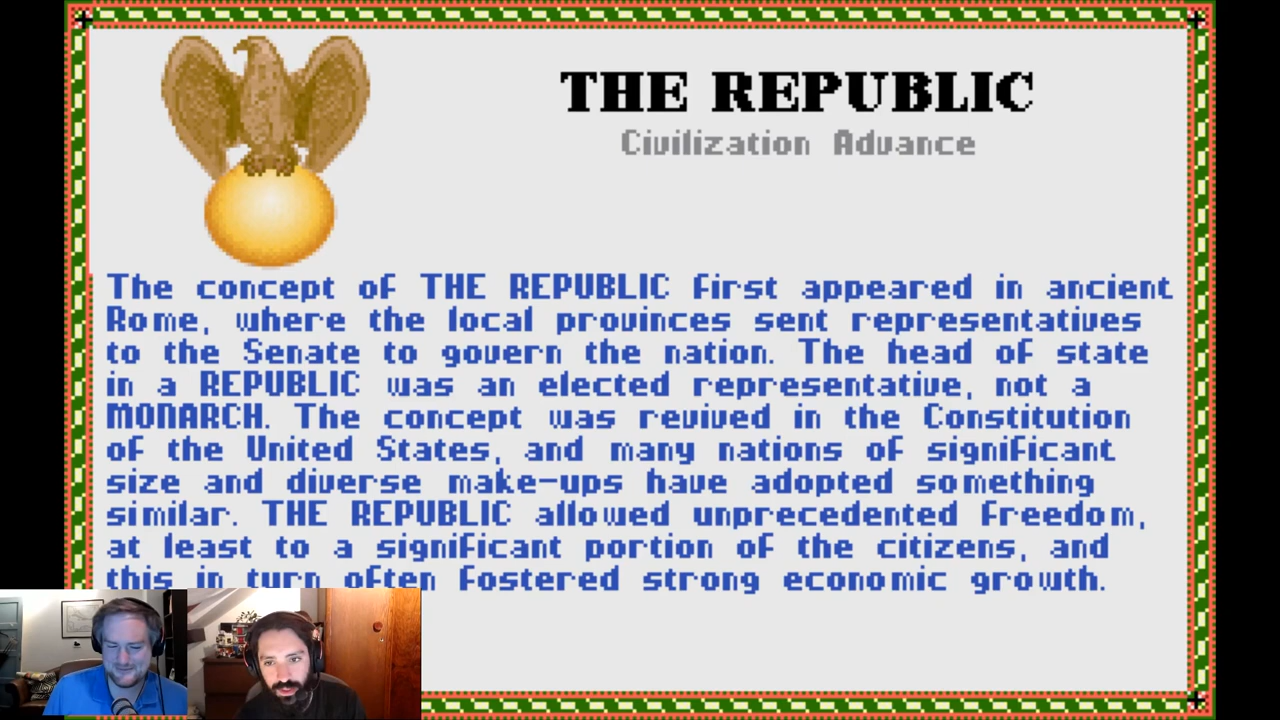 THE REPUBLIC
Civilization Advance
The concept of THE REPUBLIC first appeared in ancient
Rome, where the local provinces sent representatives
to the Senate to govern the nation. The head of state
in a REPUBLIC was an elected representative, not a
MONARCH. The concept was revived in the Constitution
of the United States, and many nations of significant
size and diverse make-ups have adopted something
similar. THE REPUBLIC allowed unprecedented freedom,
at least to a significant portion of the citizens, and
this in turn often fostered strong economic growth.